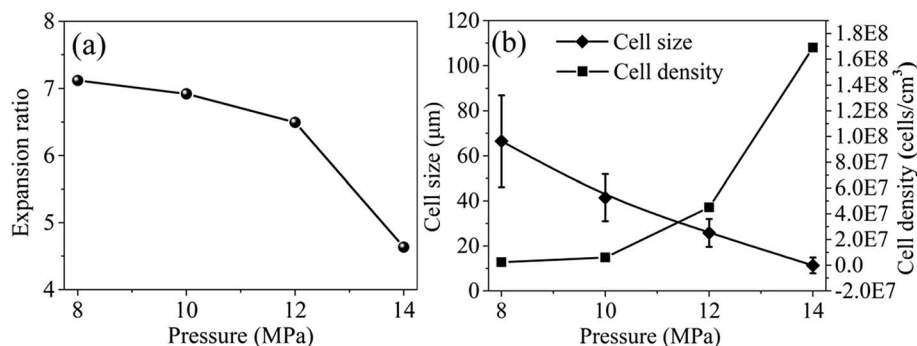 (a)
Expansion ratio
8
7
6
5
4
8 10 12 14
Pressure (MPa)
(b)
Cell size
Cell density
Cell size (μm)
120
100
80
60
40
20
0
8 10 12 14
Pressure (MPa)
1.8E8
1.6E8
1.4E8
1.2E8
1.0E8
8.0E7
6.0E7
4.0E7
2.0E7
0.0
-2.0E7
Cell density (cells/cm³)